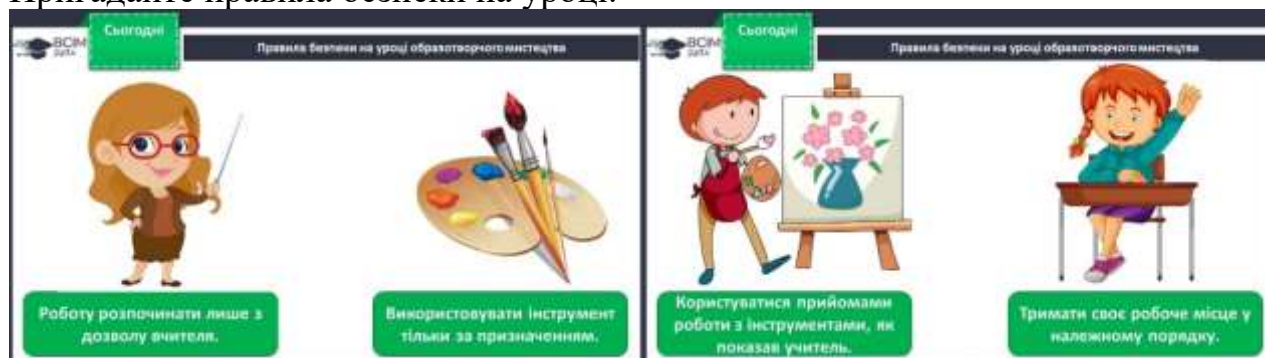 Пригадайте правила безпеки на уроці.
Сьогодні
ВСІМ
Правила безпеки на уроці образотворчого мистецтва
Роботу розпочинати лише з
дозволу вчителя.
Використовувати інструмент
тільки за призначенням.
Сьогодні
ВСІМ
Правила безпеки на уроці образотворчого мистецтва
Користуватися прийомами
роботи з інструментами, як
показав учитель.
Тримати своє робоче місце у
належному порядку.